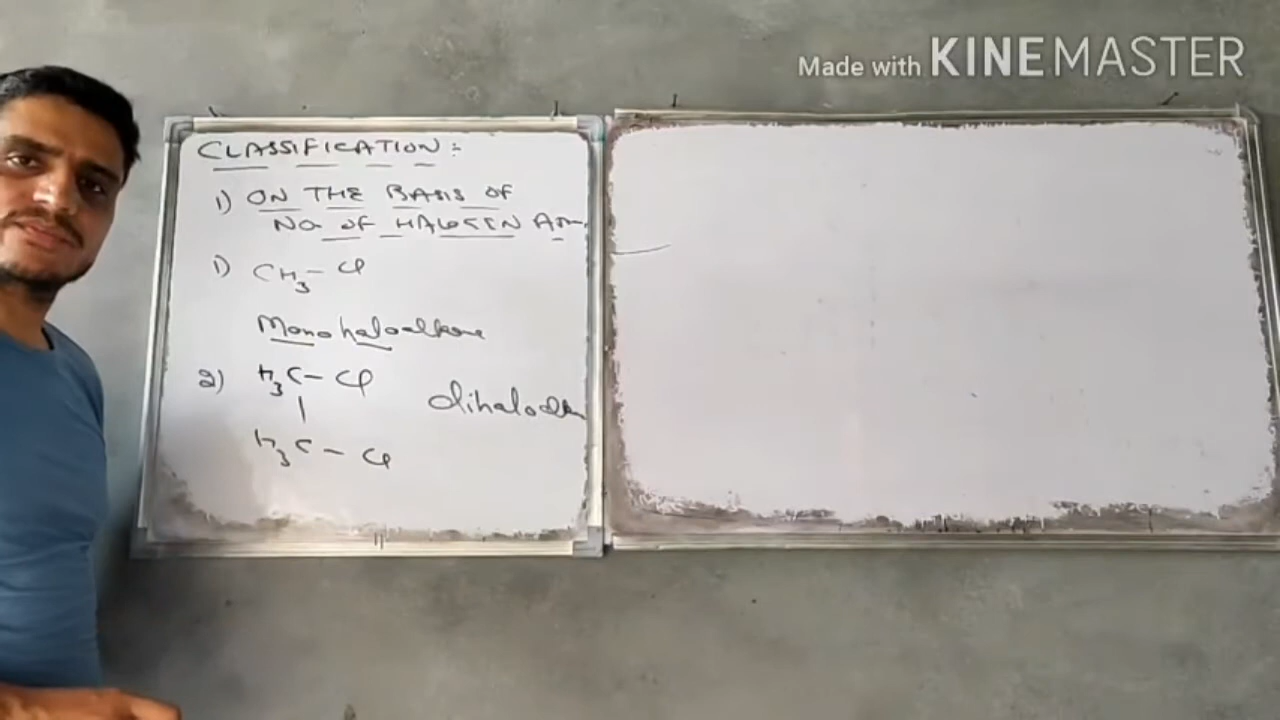 Made with KINEMASTER
CLASSIFICATION:
1) ON THE BASIS OF
No. OF HALOGEN Atom
1) CH3 - Cl
Monohaloalkane
2) H3C - Cl
|
dihaloalk
H3C - Cl